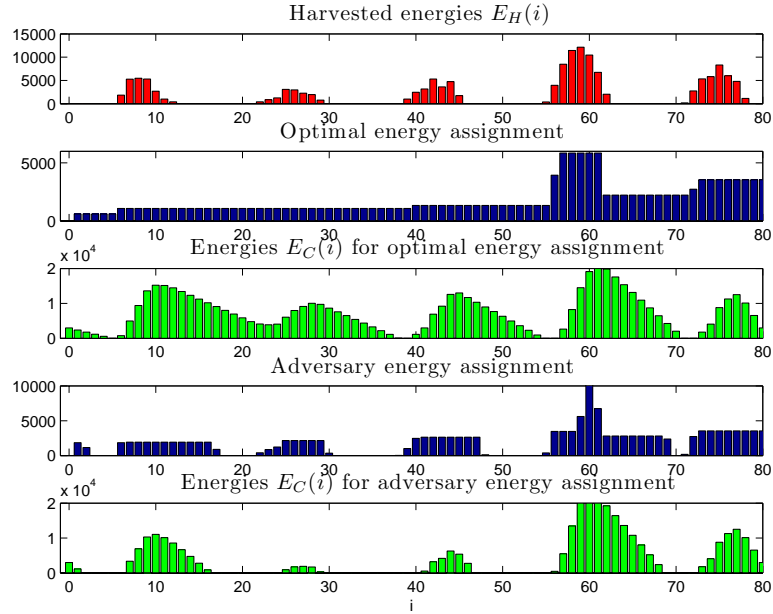 Harvested energies E_H(i)
15000
10000
5000
0
0 10 20 30 40 50 60 70 80
Optimal energy assignment
5000
0
0 10 20 30 40 50 60 70 80
Energies E_C(i) for optimal energy assignment
x 10^4
2
1
0
0 10 20 30 40 50 60 70 80
Adversary energy assignment
10000
5000
0
0 10 20 30 40 50 60 70 80
Energies E_C(i) for adversary energy assignment
x 10^4
2
1
0
0 10 20 30 40 50 60 70 80
i